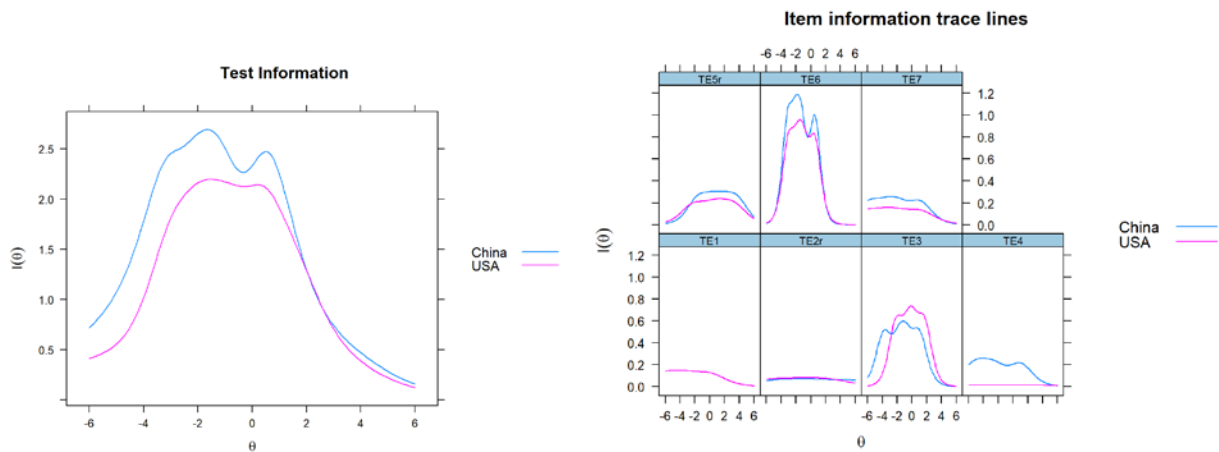 Test Information
I(θ)
2.5
2.0
1.5
1.0
0.5
-6 -4 -2 0 2 4 6
θ
China
USA
Item information trace lines
-6 -4 -2 0 2 4 6
TE5r TE6 TE7
1.2
1.0
0.8
0.6
0.4
0.2
0.0
I(θ)
TE1 TE2r TE3 TE4
1.2
1.0
0.8
0.6
0.4
0.2
0.0
-6 -4 -2 0 2 4 6 -6 -4 -2 0 2 4 6
θ
China
USA